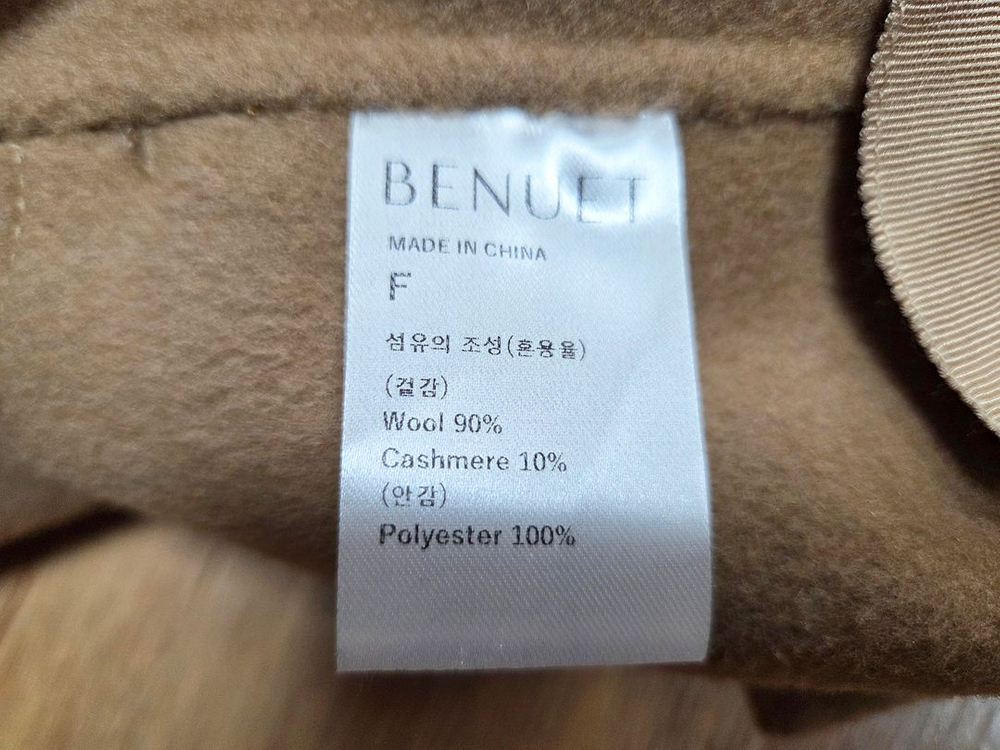 BENUET
MADE IN CHINA
F
섬유의 조성(혼용율)
(겉감)
Wool 90%
Cashmere 10%
(안감)
Polyester 100%